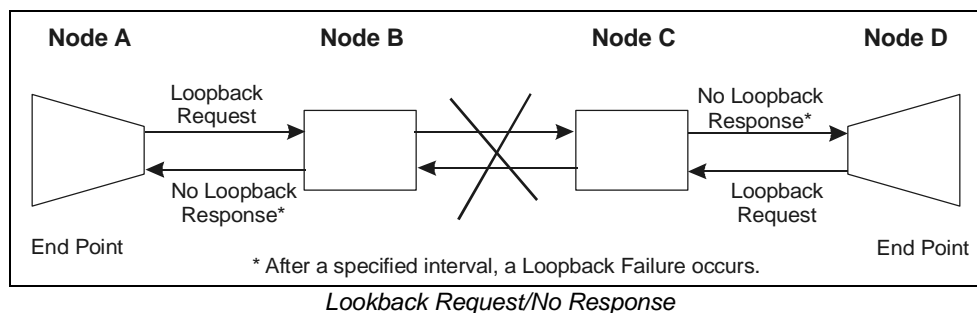 Node A
Node B
Node C
Node D
Loopback
Request
No Loopback
Response*
No Loopback
Response*
Loopback
Request
End Point
End Point
* After a specified interval, a Loopback Failure occurs.
Lookback Request/No Response